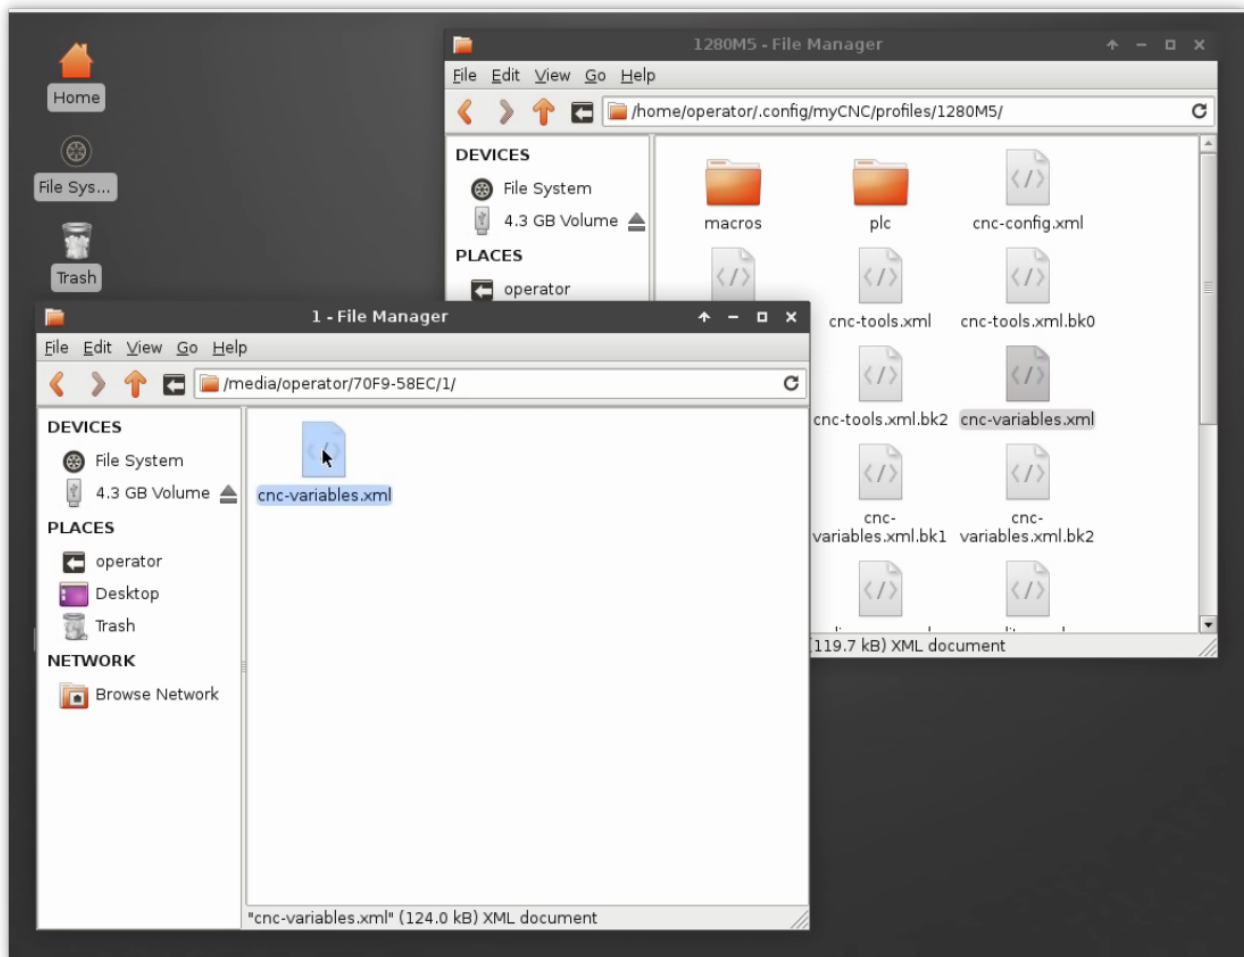 Home
File Sys...
Trash
1280M5 - File Manager
File Edit View Go Help
/home/operator/.config/myCNC/profiles/1280M5/
DEVICES
File System
4.3 GB Volume
PLACES
operator
macros
plc
cnc-config.xml
cnc-tools.xml
cnc-tools.xml.bk0
cnc-tools.xml.bk2
cnc-variables.xml
cnc-
variables.xml.bk1
cnc-
variables.xml.bk2
(119.7 kB) XML document
1 - File Manager
File Edit View Go Help
/media/operator/70F9-58EC/1/
DEVICES
File System
4.3 GB Volume
PLACES
operator
Desktop
Trash
NETWORK
Browse Network
cnc-variables.xml
"cnc-variables.xml" (124.0 kB) XML document